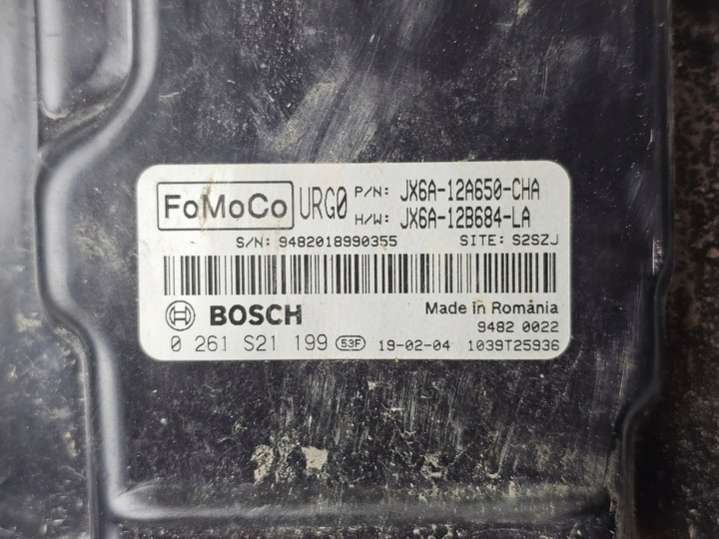 FoMoCo URG0 P/N: JX6A-12A650-CHA
H/W: JX6A-12B684-LA
S/N: 9482018990355 SITE: S2SZJ
BOSCH Made in România
9482 0022
0 261 S21 199 53F 19-02-04 1039T25936